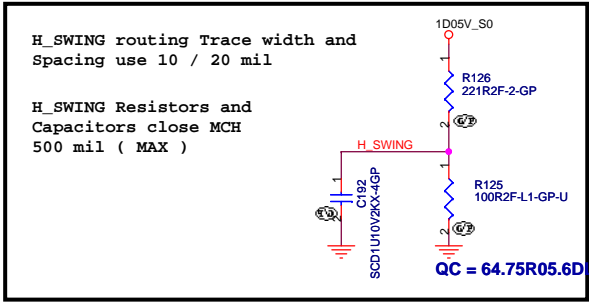 H_SWING routing Trace width and
Spacing use 10 / 20 mil
H_SWING Resistors and
Capacitors close MCH
500 mil ( MAX )
1D05V_S0
1
R126
221R2F-2-GP
2
H_SWING
1
C192
SCD1U10V2KX-4GP
2
1
R125
100R2F-L1-GP-U
2
QC = 64.75R05.6D